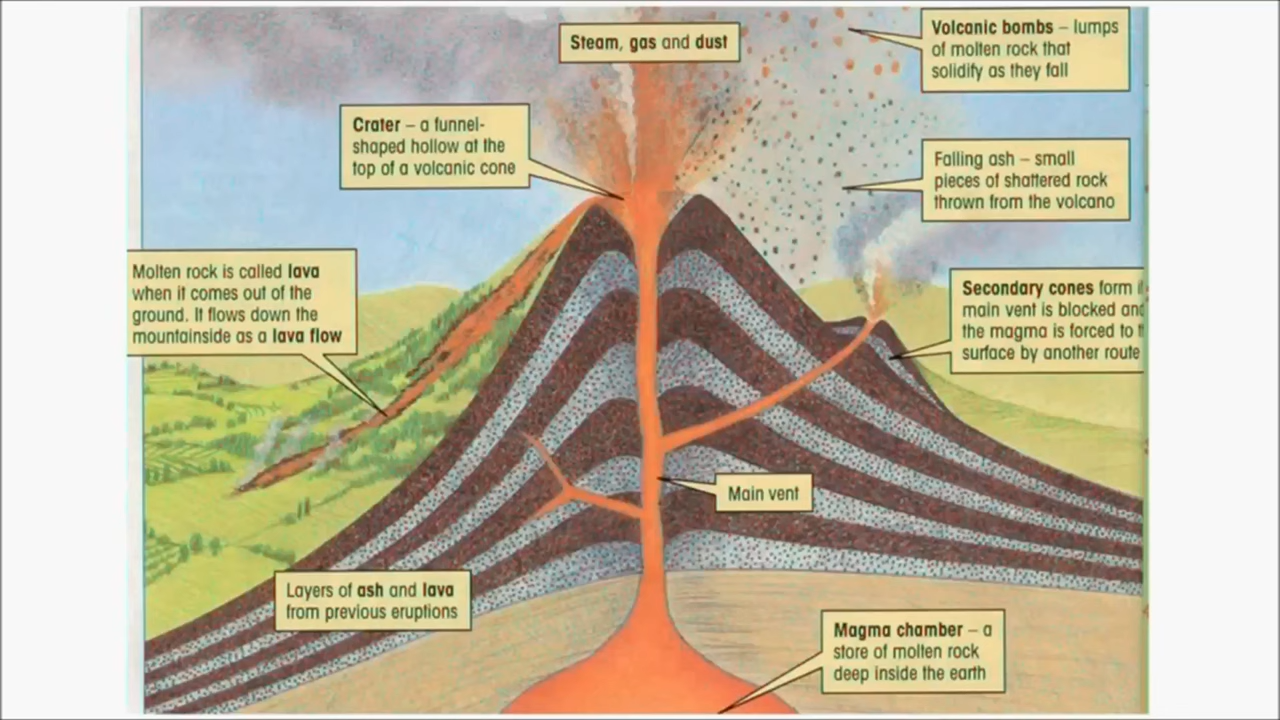 Steam, gas and dust
Volcanic bombs – lumps
of molten rock that
solidify as they fall
Crater – a funnel-
shaped hollow at the
top of a volcanic cone
Falling ash – small
pieces of shattered rock
thrown from the volcano
Molten rock is called lava
when it comes out of the
ground. It flows down the
mountainside as a lava flow
Secondary cones form
main vent is blocked and
the magma is forced to
surface by another route
Main vent
Layers of ash and lava
from previous eruptions
Magma chamber – a
store of molten rock
deep inside the earth